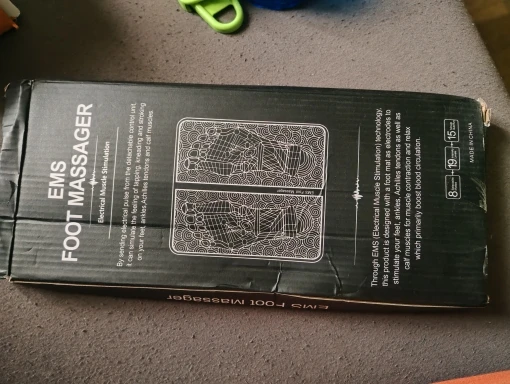 EMS
FOOT MASSAGER
Electrical Muscle Stimulation
By sending electrical pulse from the detachable control unit,
it can simulate the feeling of tapping, kneading and stroking
on your feet, ankles, Achilles tendons and calf muscles
EMS Foot Massager
Through EMS (Electrical Muscle Stimulation) technology,
this product is designed with a foot mat as electrodes to
stimulate your feet, ankles, Achilles tendons as well as
calf muscles for muscle contraction and relax
which primarily boost blood circulation.
8 19 15
MADE IN CHINA
EMS Foot Massager